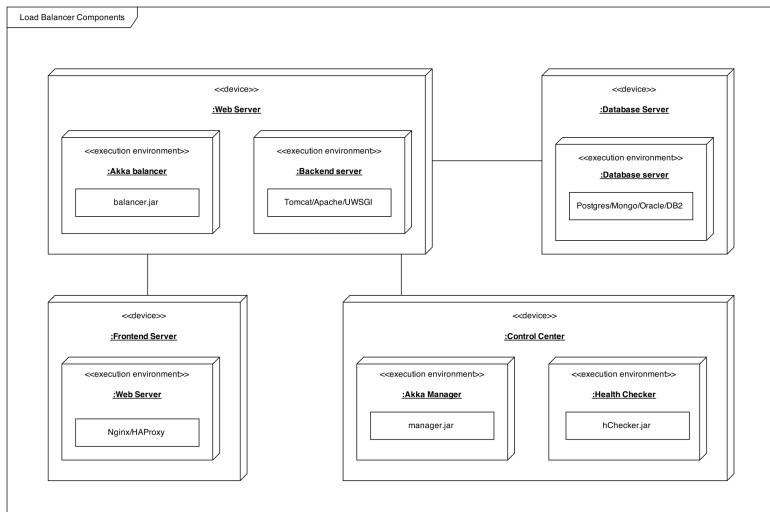 Load Balancer Components
<<device>>
:Web Server
<<execution environment>>
:Akka balancer
balancer.jar
<<execution environment>>
:Backend server
Tomcat/Apache/UWSGI
<<device>>
:Database Server
<<execution environment>>
:Database server
Postgres/Mongo/Oracle/DB2
<<device>>
:Frontend Server
<<execution environment>>
:Web Server
Nginx/HAProxy
<<device>>
:Control Center
<<execution environment>>
:Akka Manager
manager.jar
<<execution environment>>
:Health Checker
hChecker.jar